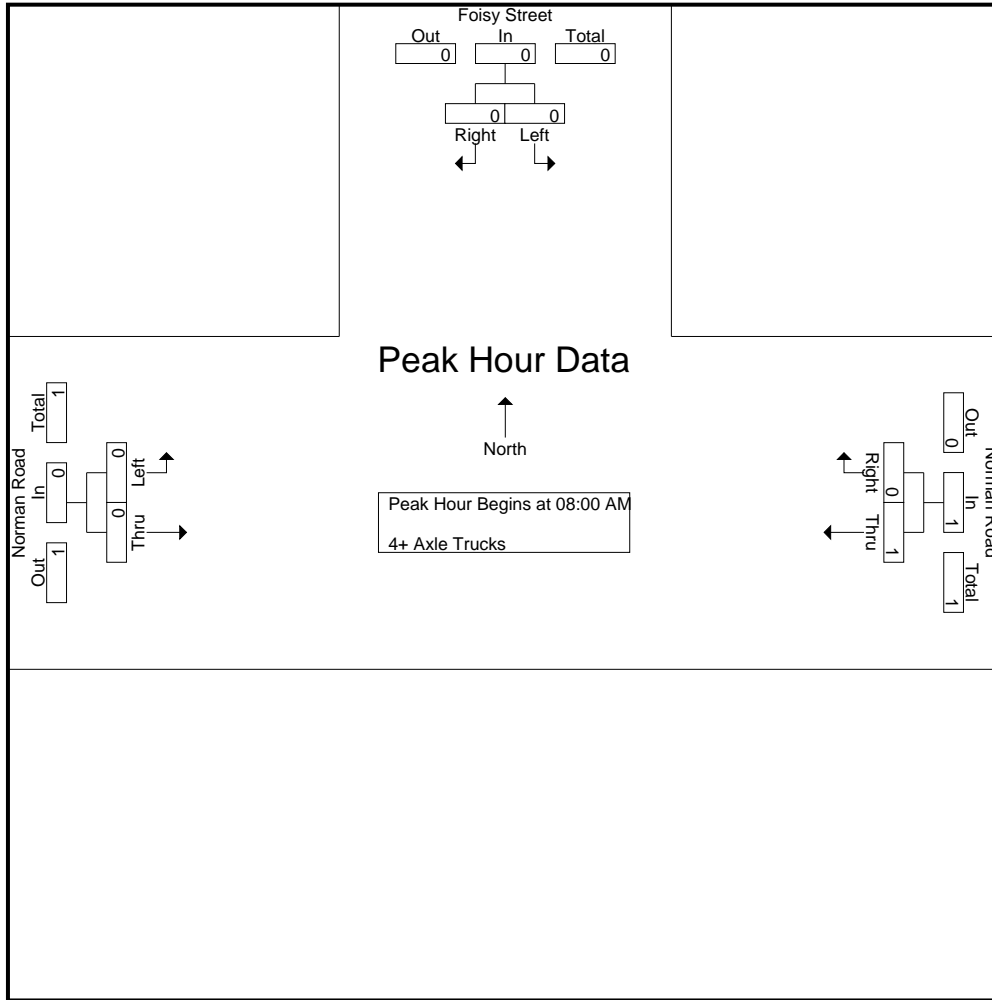 Foisy Street
Out In Total
0 0 0
0 0
Right Left
Peak Hour Data
North
Peak Hour Begins at 08:00 AM
4+ Axle Trucks
Norman Road
Total In Out
1 0 1
0 0
Left Thru
Norman Road
Out In Total
0 1 1
0 1
Right Thru